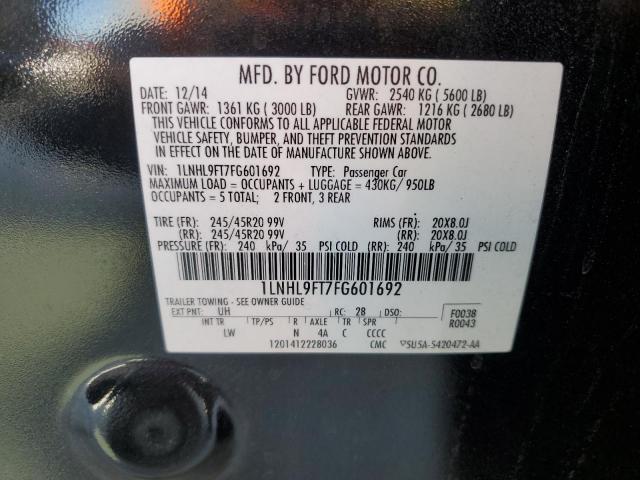 MFD. BY FORD MOTOR CO.
DATE: 12/14 GVWR: 2540 KG ( 5600 LB)
FRONT GAWR: 1361 KG ( 3000 LB) REAR GAWR: 1216 KG ( 2680 LB)
THIS VEHICLE CONFORMS TO ALL APPLICABLE FEDERAL MOTOR
VEHICLE SAFETY, BUMPER, AND THEFT PREVENTION STANDARDS
IN EFFECT ON THE DATE OF MANUFACTURE SHOWN ABOVE.
VIN: 1LNHL9FT7FG601692 TYPE: Passenger Car
MAXIMUM LOAD = OCCUPANTS + LUGGAGE = 430KG/ 950LB
OCCUPANTS = 5 TOTAL; 2 FRONT, 3 REAR
TIRE (FR): 245/45R20 99V RIMS (FR): 20X8.0J
(RR): 245/45R20 99V (RR): 20X8.0J
PRESSURE (FR): 240 kPa/ 35 PSI COLD (RR): 240 kPa/ 35 PSI COLD
1LNHL9FT7FG601692
TRAILER TOWING - SEE OWNER GUIDE
EXT PNT: UH RC: 28 DSO: F0038
R0043
INT TR TP/PS R AXLE TR SPR
LW N 4A C CCCC
1201412228036 CMC 5U5A-5420472-AA